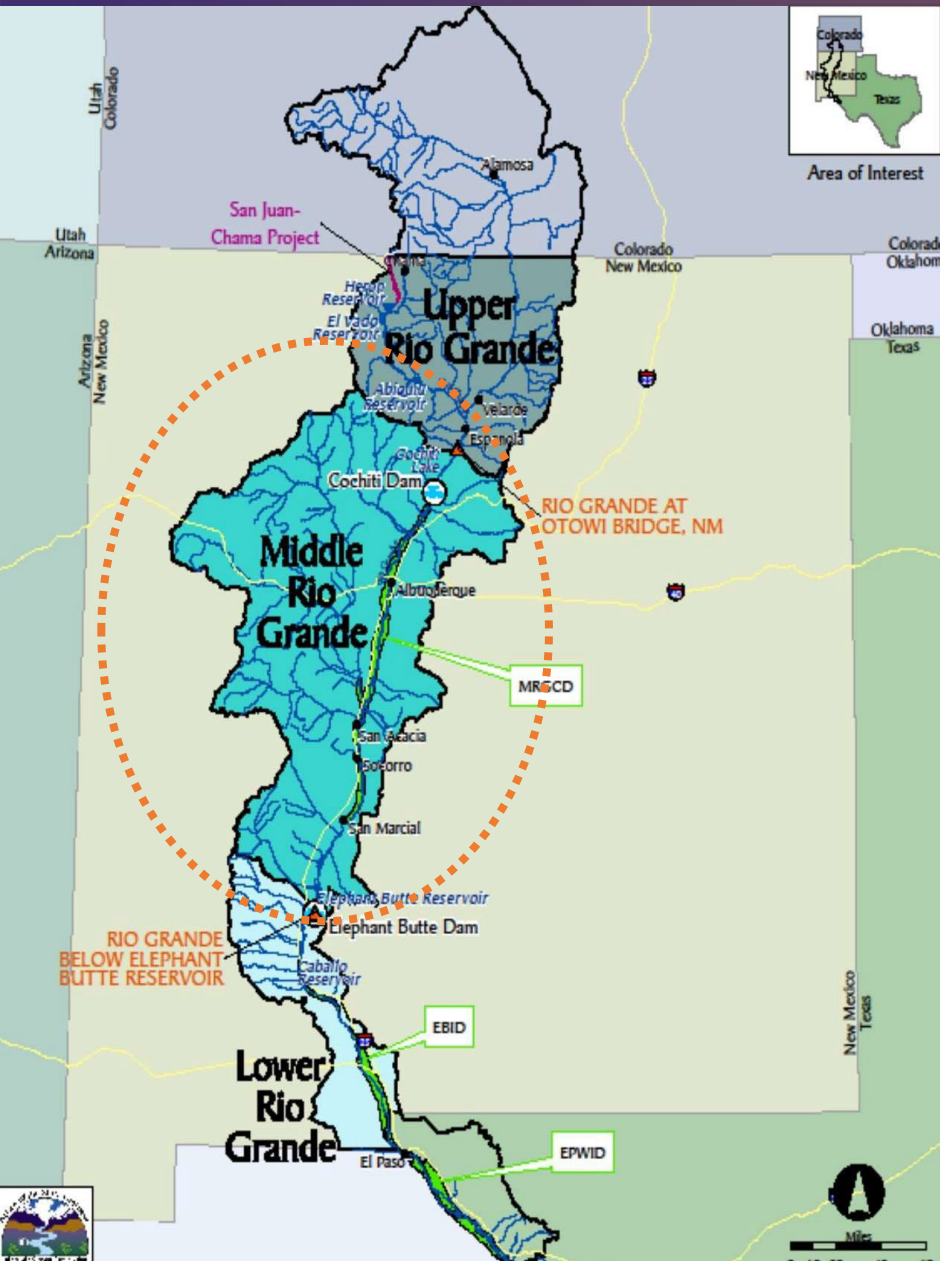 Utah
Colorado
Colorado
New Mexico
Texas
Area of Interest
Alamosa
San Juan-
Chama Project
Utah
Arizona
Colorado
New Mexico
Colorado
Chama
Heron
Reservoir
El Vado
Reservoir
Upper
Rio Grande
Oklahoma
Texas
Arizona
New Mexico
25
Abiquiu
Reservoir
Velarde
Espanola
Cochiti
Lake
Cochiti Dam
RIO GRANDE AT
OTOWI BRIDGE, NM
Middle
Rio
Grande
Albuquerque
40
MRGCD
San Acacia
Socorro
San Marcial
Elephant Butte Reservoir
Elephant Butte Dam
RIO GRANDE
BELOW ELEPHANT
BUTTE RESERVOIR
Caballo
Reservoir
New Mexico
Texas
EBID
Lower
Rio
Grande
El Paso
EPWID
Miles